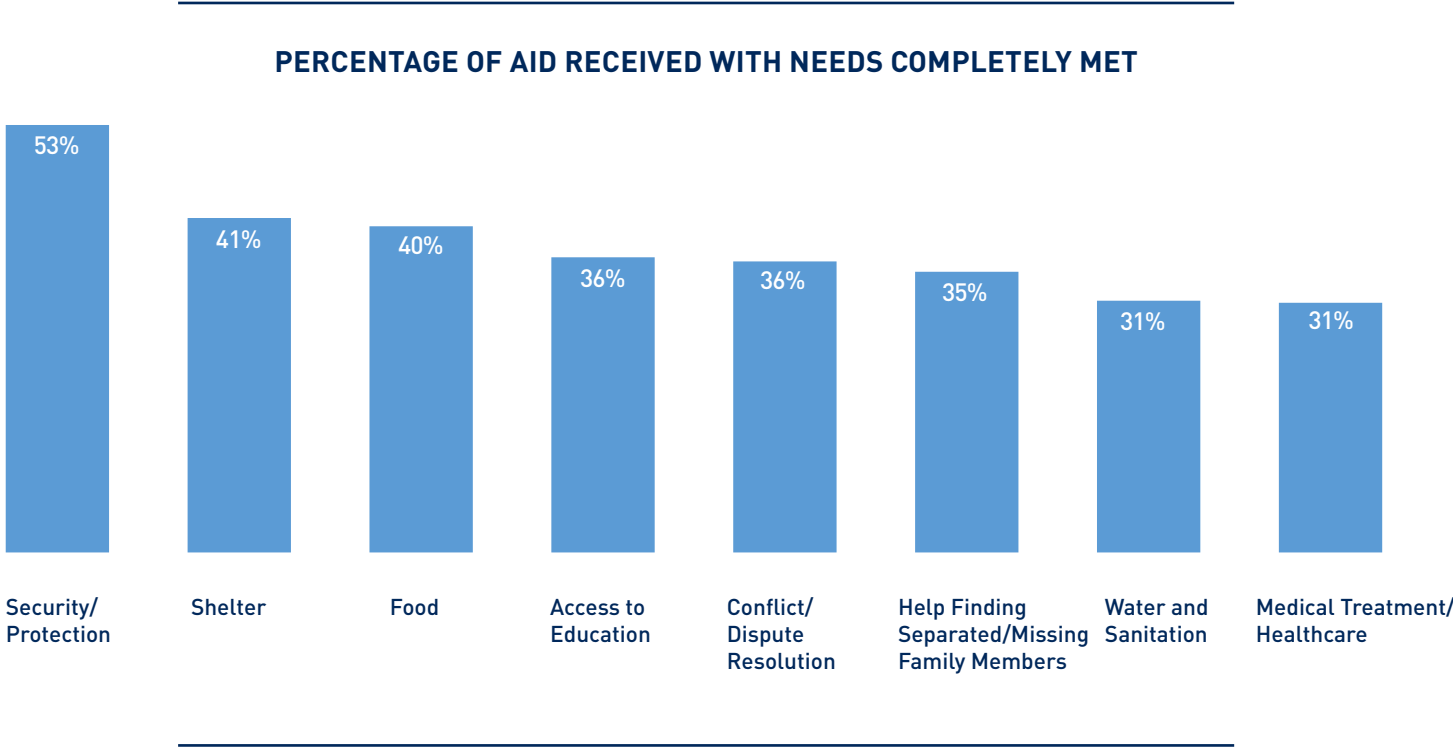 PERCENTAGE OF AID RECEIVED WITH NEEDS COMPLETELY MET
53%
41%
40%
36%
36%
35%
31%
31%
Security/
Protection
Shelter
Food
Access to
Education
Conflict/
Dispute
Resolution
Help Finding
Separated/Missing
Family Members
Water and
Sanitation
Medical Treatment/
Healthcare